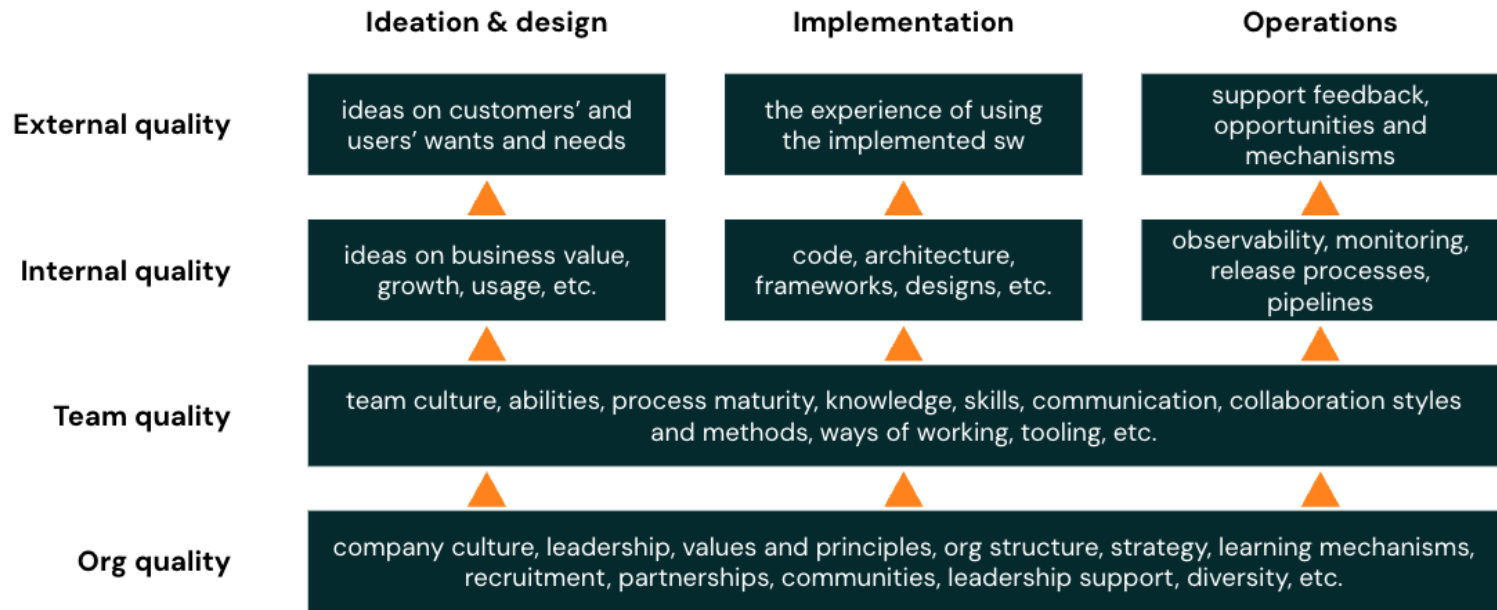 Ideation & design
Implementation
Operations
External quality
ideas on customers’ and
users’ wants and needs
the experience of using
the implemented sw
support feedback,
opportunities and
mechanisms
Internal quality
ideas on business value,
growth, usage, etc.
code, architecture,
frameworks, designs, etc.
observability, monitoring,
release processes,
pipelines
Team quality
team culture, abilities, process maturity, knowledge, skills, communication, collaboration styles
and methods, ways of working, tooling, etc.
Org quality
company culture, leadership, values and principles, org structure, strategy, learning mechanisms,
recruitment, partnerships, communities, leadership support, diversity, etc.